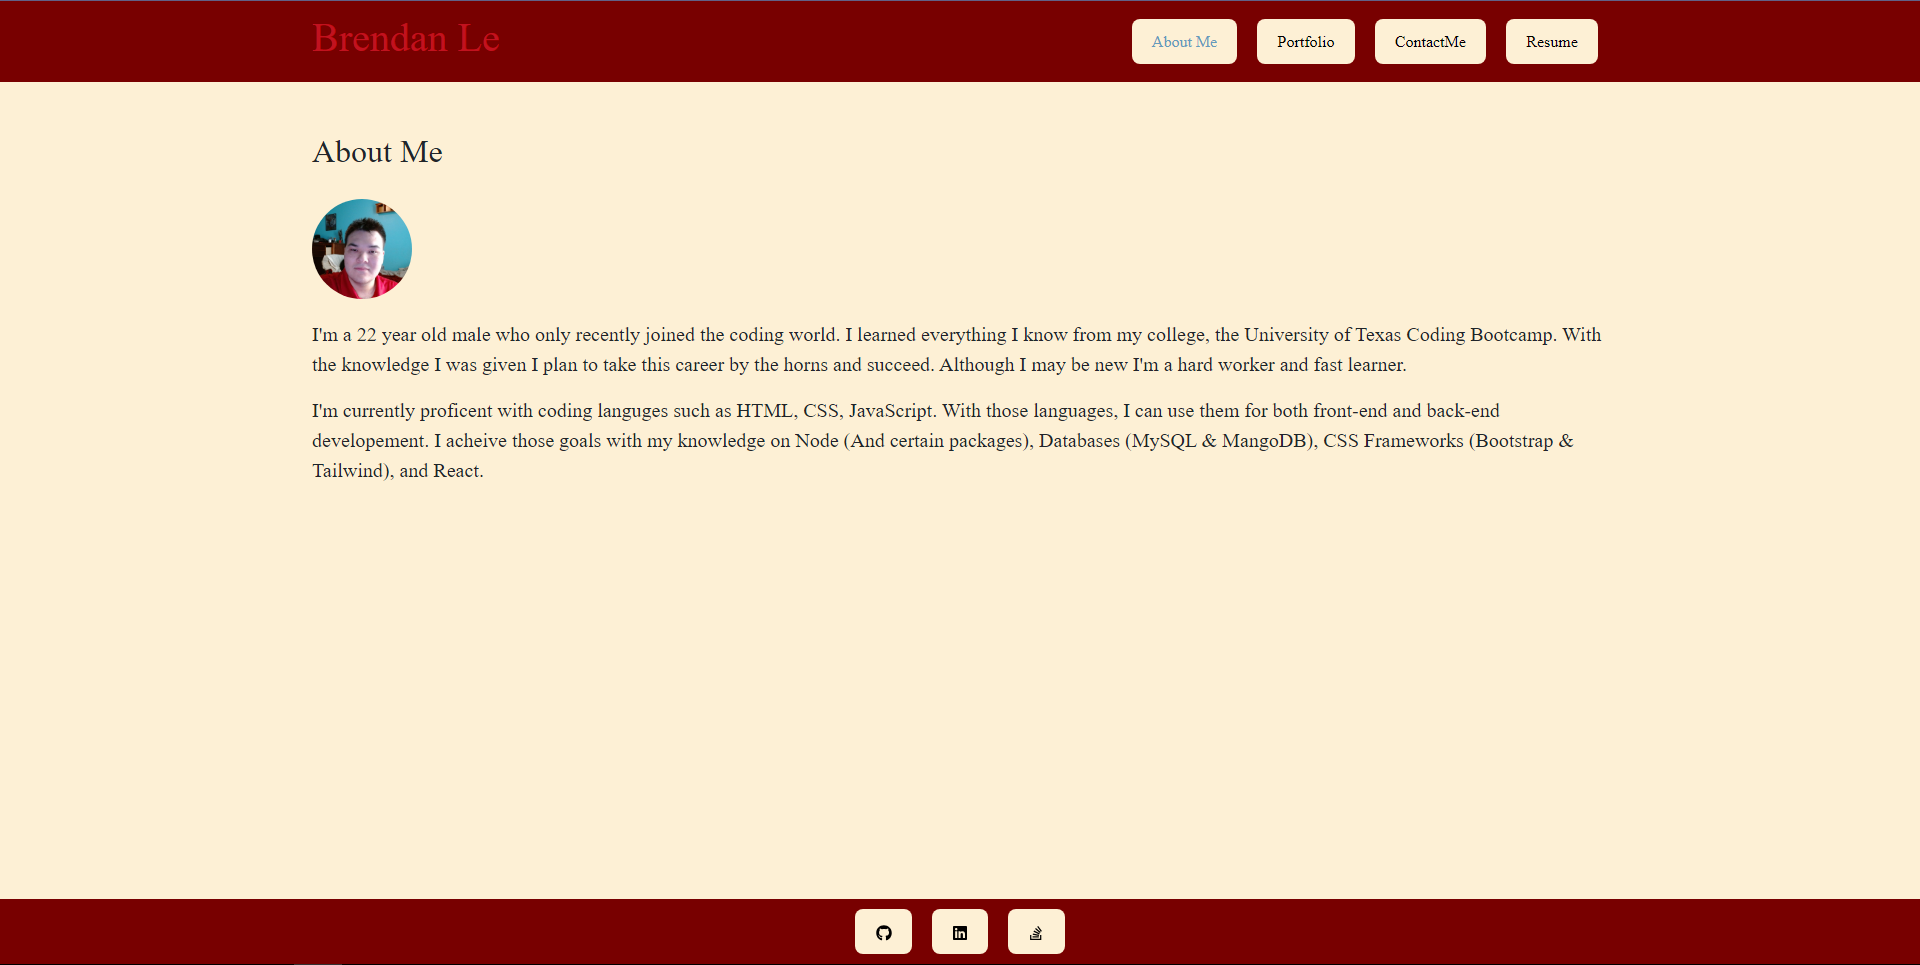 Brendan Le
About Me
Portfolio
ContactMe
Resume
About Me
I'm a 22 year old male who only recently joined the coding world. I learned everything I know from my college, the University of Texas Coding Bootcamp. With
the knowledge I was given I plan to take this career by the horns and succeed. Although I may be new I'm a hard worker and fast learner.
I'm currently proficent with coding languges such as HTML, CSS, JavaScript. With those languages, I can use them for both front-end and back-end
developement. I acheive those goals with my knowledge on Node (And certain packages), Databases (MySQL & MangoDB), CSS Frameworks (Bootstrap &
Tailwind), and React.